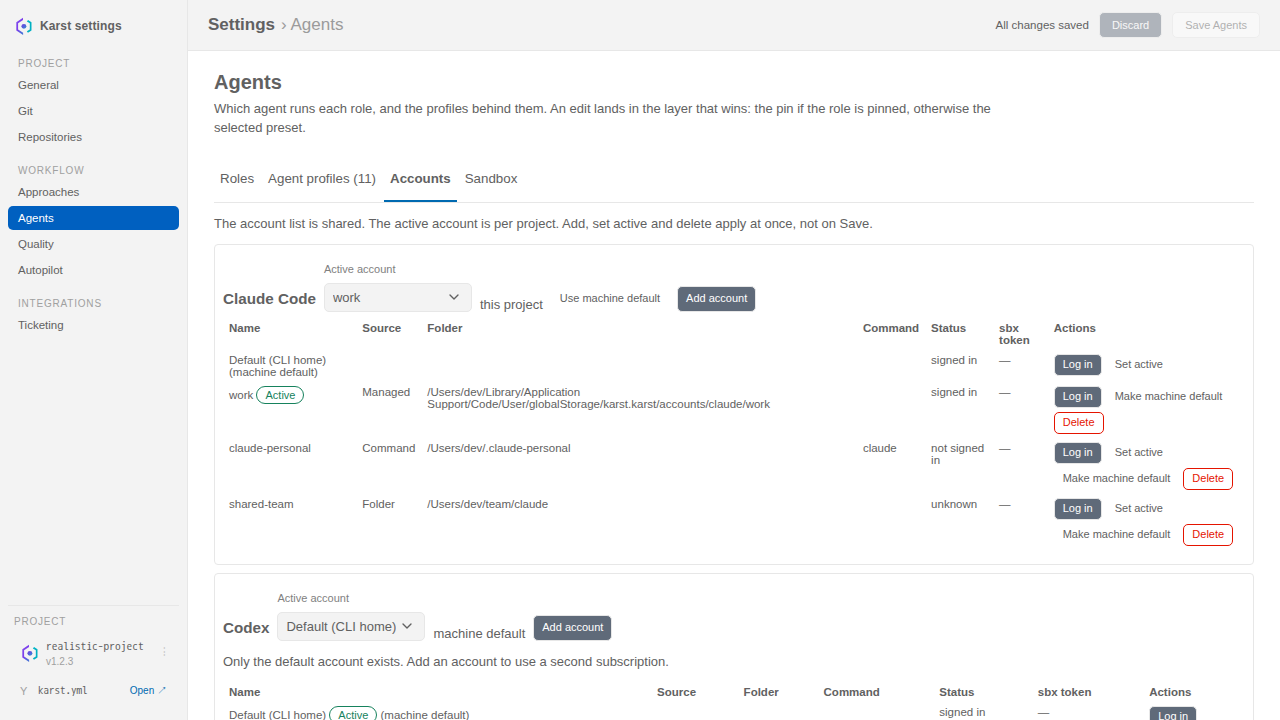 Karst settings
Settings › Agents
All changes saved
Discard
Save Agents
PROJECT
General
Git
Repositories
WORKFLOW
Approaches
Agents
Quality
Autopilot
INTEGRATIONS
Ticketing
PROJECT
realistic-project
v1.2.3
karst.yml
Open ↗
Agents
Which agent runs each role, and the profiles behind them. An edit lands in the layer that wins: the pin if the role is pinned, otherwise the
selected preset.
Roles Agent profiles (11) Accounts Sandbox
The account list is shared. The active account is per project. Add, set active and delete apply at once, not on Save.
Active account
Claude Code work this project Use machine default Add account
Name Source Folder Command Status sbx token Actions
Default (CLI home) (machine default) signed in — Log in Set active
work Active Managed /Users/dev/Library/Application Support/Code/User/globalStorage/karst.karst/accounts/claude/work signed in — Log in Make machine default
Delete
claude-personal Command /Users/dev/.claude-personal claude not signed in — Log in Set active
Make machine default Delete
shared-team Folder /Users/dev/team/claude unknown — Log in Set active
Make machine default Delete
Active account
Codex Default (CLI home) machine default Add account
Only the default account exists. Add an account to use a second subscription.
Name Source Folder Command Status sbx token Actions
Default (CLI home) Active (machine default) signed in — Log in